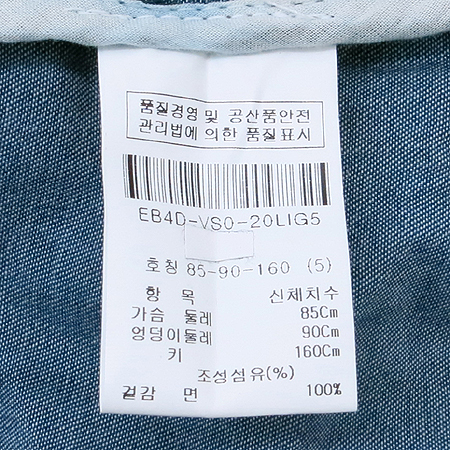 품질경영 및 공산품안전
관리법에 의한 품질표시
EB4D-VS0-20LIG5
호칭 85-90-160 (5)
항 목 신체치수
가슴 둘레 85Cm
엉덩이둘레 90Cm
키 160Cm
조성섬유(%)
겉감 면 100%